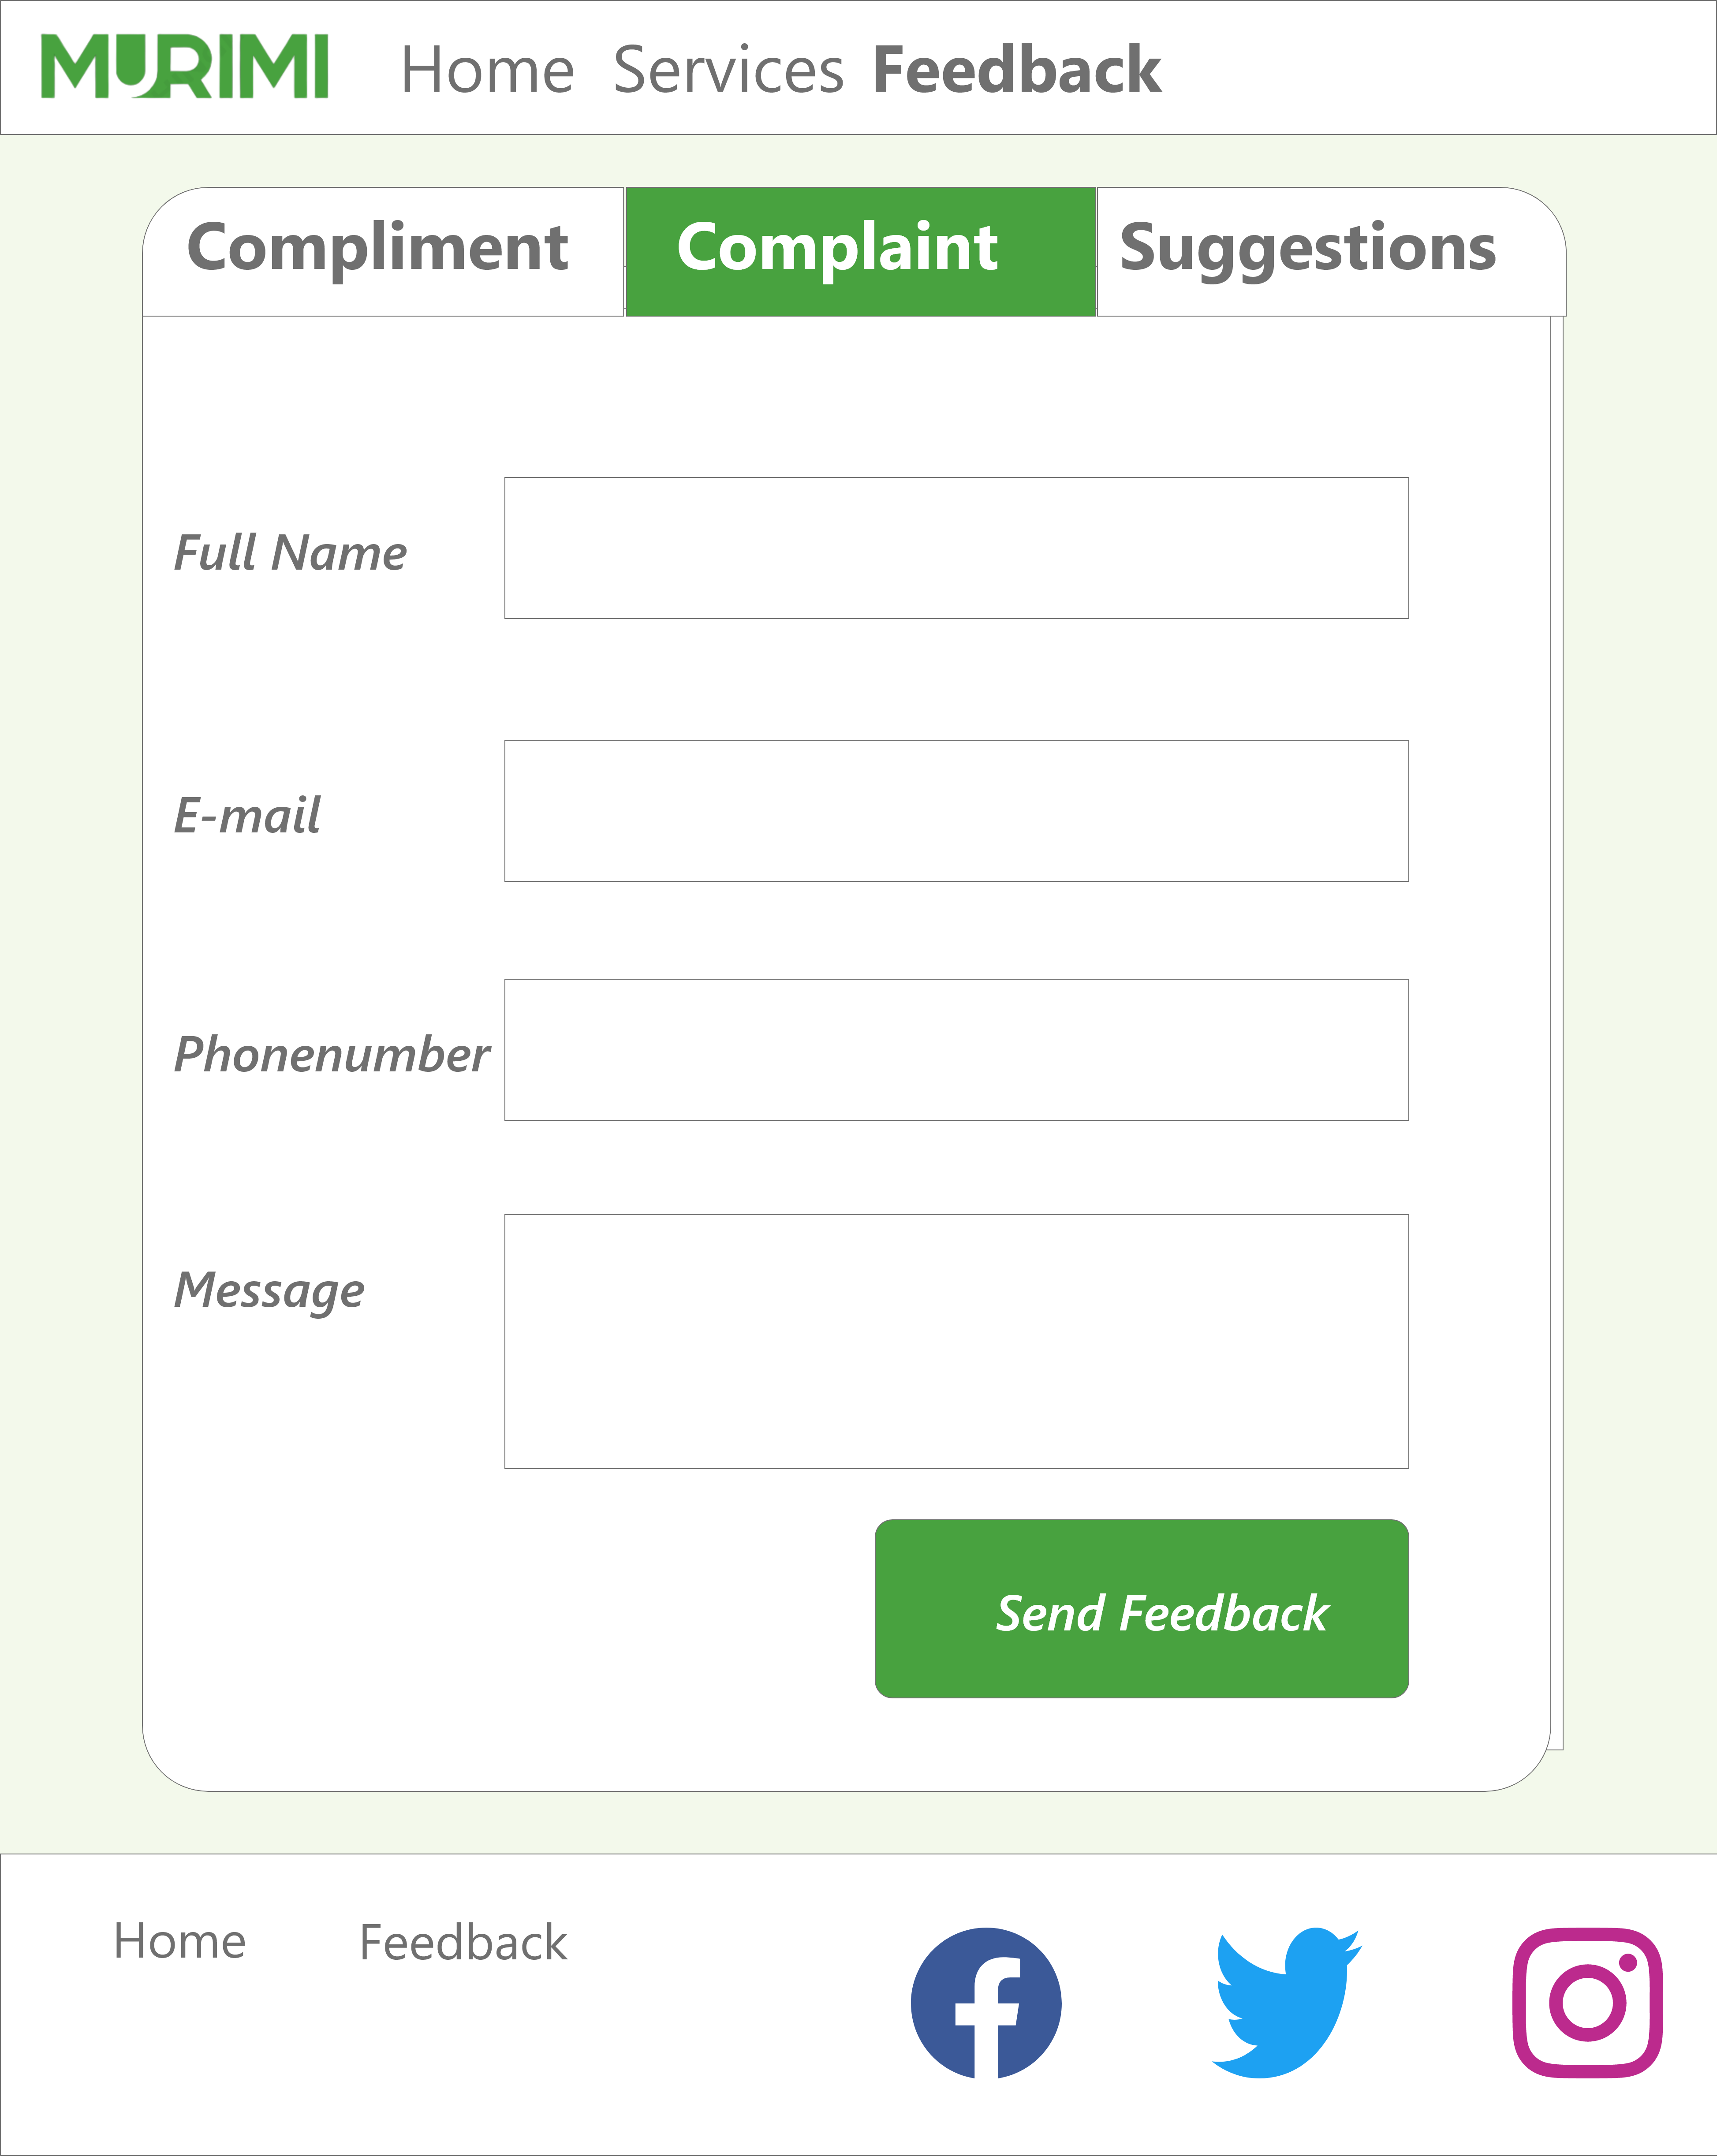 MURIMI Home Services Feedback
Compliment Complaint Suggestions
Full Name
E-mail
Phonenumber
Message
Send Feedback
Home Feedback